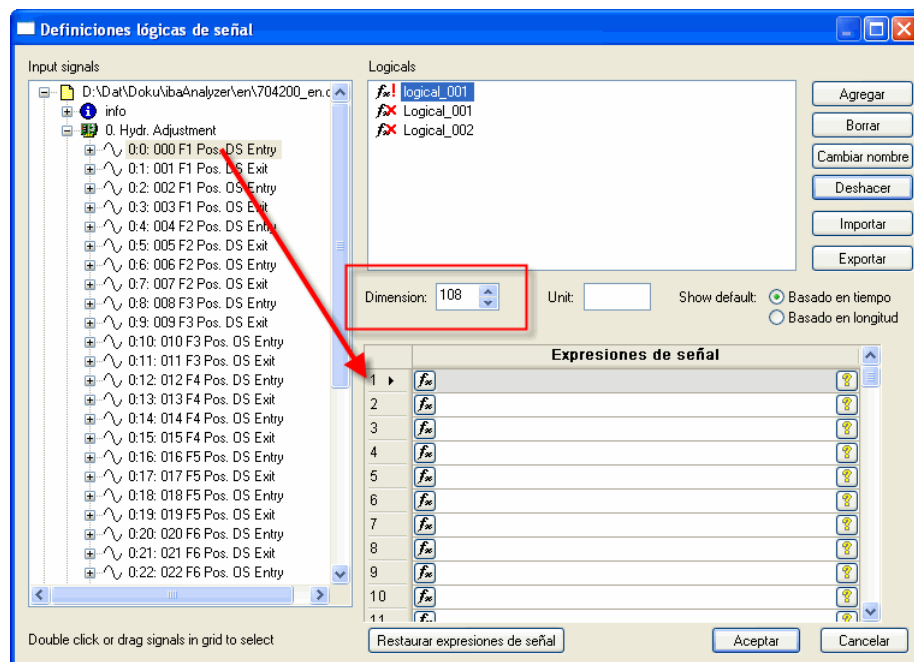 Definiciones lógicas de señal
Input signals
D:\Dat\Doku\ibaAnalyzer\en\704200_en.d
info
0. Hydr. Adjustment
0:0: 000 F1 Pos. DS Entry
0:1: 001 F1 Pos. DS Exit
0:2: 002 F1 Pos. OS Entry
0:3: 003 F1 Pos. OS Exit
0:4: 004 F2 Pos. DS Entry
0:5: 005 F2 Pos. DS Exit
0:6: 006 F2 Pos. OS Entry
0:7: 007 F2 Pos. OS Exit
0:8: 008 F3 Pos. DS Entry
0:9: 009 F3 Pos. DS Exit
0:10: 010 F3 Pos. OS Entry
0:11: 011 F3 Pos. OS Exit
0:12: 012 F4 Pos. DS Entry
0:13: 013 F4 Pos. DS Exit
0:14: 014 F4 Pos. OS Entry
0:15: 015 F4 Pos. OS Exit
0:16: 016 F5 Pos. DS Entry
0:17: 017 F5 Pos. DS Exit
0:18: 018 F5 Pos. OS Entry
0:19: 019 F5 Pos. OS Exit
0:20: 020 F6 Pos. DS Entry
0:21: 021 F6 Pos. DS Exit
0:22: 022 F6 Pos. OS Entry
Double click or drag signals in grid to select
Logicals
logical_001
Logical_001
Logical_002
Agregar
Borrar
Cambiar nombre
Deshacer
Importar
Exportar
Dimension: 108 Unit: Show default: Basado en tiempo
Basado en longitud
Expresiones de señal
1 fx ?
2 fx ?
3 fx ?
4 fx ?
5 fx ?
6 fx ?
7 fx ?
8 fx ?
9 fx ?
10 fx ?
11
Restaurar expresiones de señal Aceptar Cancelar